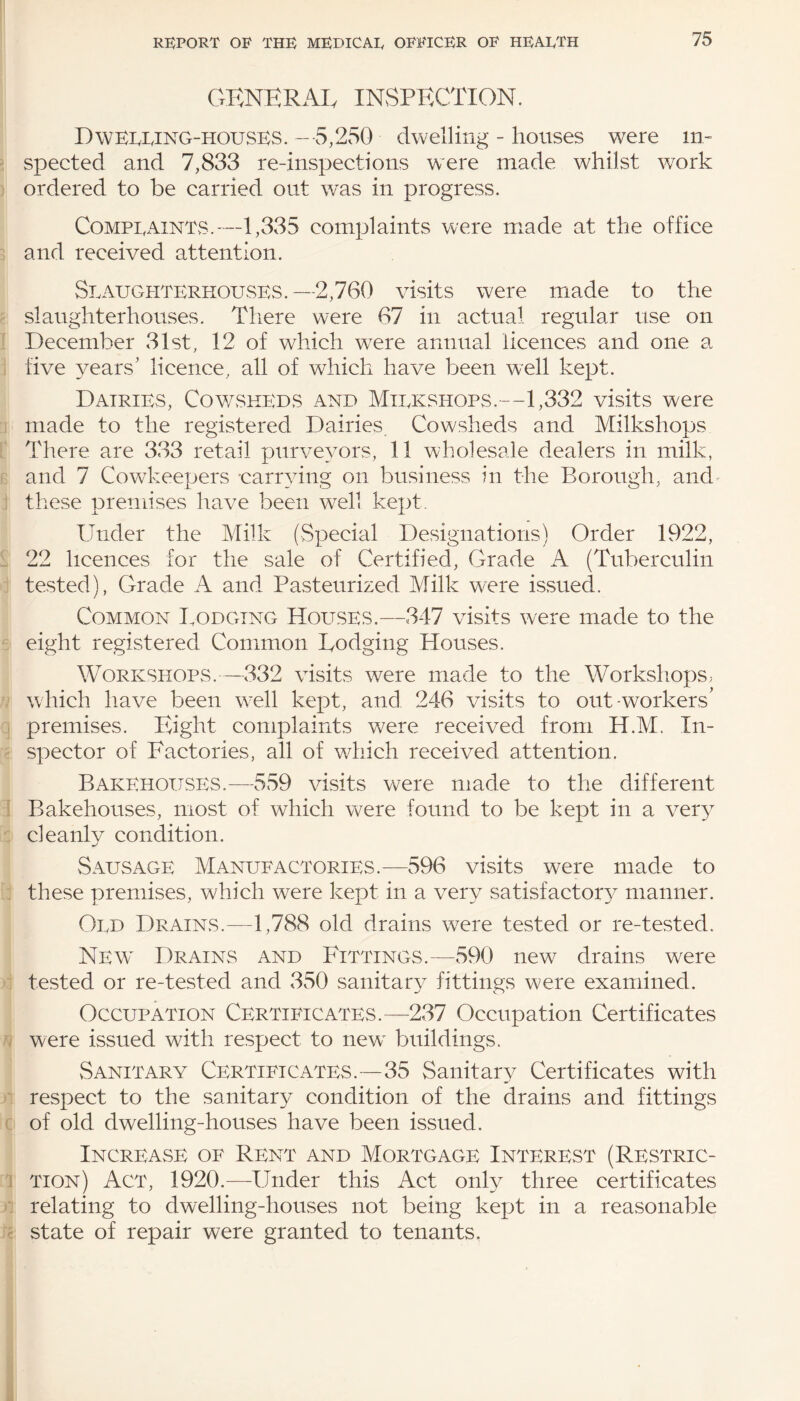 REPORT OF THE MEDICAL OFFICER OF HEALTH 75
GENERAL INSPECTION.
DWELLING-HOUSES.—5,250 dwelling-houses were in-
spected and 7,833 re-inspections were made whilst work
ordered to be carried out was in progress.
COMPLAINTS.—1,335 complaints were made at the office
and received attention.
SLAUGHTERHOUSES.—2,760 visits were made to the
slaughterhouses. There were 67 in actual regular use on
December 31st, 12 of which were annual licences and one a
five years' licence, all of which have been well kept.
DAIRIES, COWSHEDS AND MILKSHOPS.—1,332 visits were
made to the registered Dairies Cowsheds and Milkshops
There are 333 retail purveyors, 11 wholesale dealers in milk,
and 7 Cowkeepers carrying on business in the Borough, and
these premises have been well kept.
Under the Milk (Special Designations) Order 1922,
22 licences for the sale of Certified, Grade A (Tuberculin
tested), Grade A and Pasteurized Milk were issued.
COMMON LODGING HOUSES.—347 visits were made to the
eight registered Common Lodging Houses.
WORKSHOPS.—332 visits were made to the Workshops,
which have been well kept, and 246 visits to out-workers'
premises. Eight complaints were received from H.M. In-
spector of Factories, all of which received attention.
BAKEHOUSES.—559 visits were made to the different
Bakehouses, most of which were found to be kept in a very
cleanly condition.
SAUSAGE MANUFACTORIES.—596 visits were made to
these premises, which were kept in a very satisfactory manner.
OLD DRAINS.—1,788 old drains were tested or re-tested.
NEW DRAINS AND FITTINGS.—590 new drains were
tested or re-tested and 350 sanitary fittings were examined.
OCCUPATION CERTIFICATES.—237 Occupation Certificates
were issued with respect to new buildings.
SANITARY CERTIFICATES.—35 Sanitary Certificates with
respect to the sanitary condition of the drains and fittings
of old dwelling-houses have been issued.
INCREASE OF RENT AND MORTGAGE INTEREST (RESTRIC-
TION) ACT, 1920.—Under this Act only three certificates
relating to dwelling-houses not being kept in a reasonable
state of repair were granted to tenants.